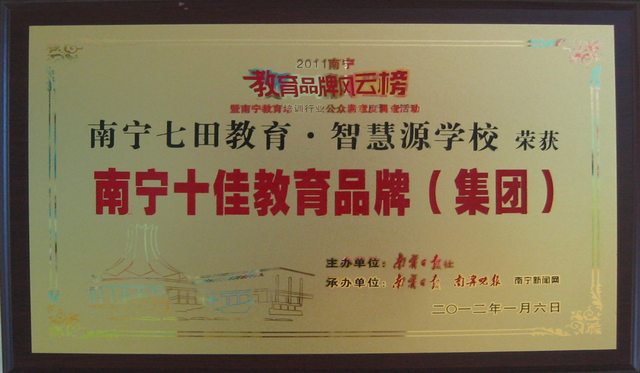 2011南宁
教育品牌风云榜
暨南宁教育培训行业公众满意度调查活动
南宁七田教育·智慧源学校 荣获
南宁十佳教育品牌（集团）
主办单位：南宁日报社
承办单位：南宁日报 南宁晚报 南宁新闻网
二〇一二年一月六日